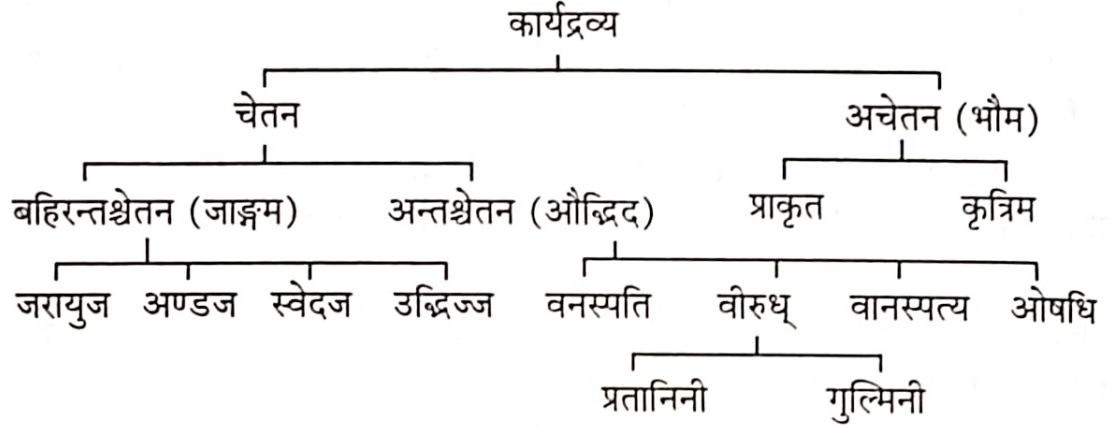 कार्यद्रव्य
चेतन अचेतन (भौम)
बहिरन्तश्चेतन (जाङ्गम) अन्तश्चेतन (औद्भिद) प्राकृत कृत्रिम
जरायुज अण्डज स्वेदज उद्भिज्ज वनस्पति वीरुध् वानस्पत्य ओषधि
प्रतानिनी गुल्मिनी